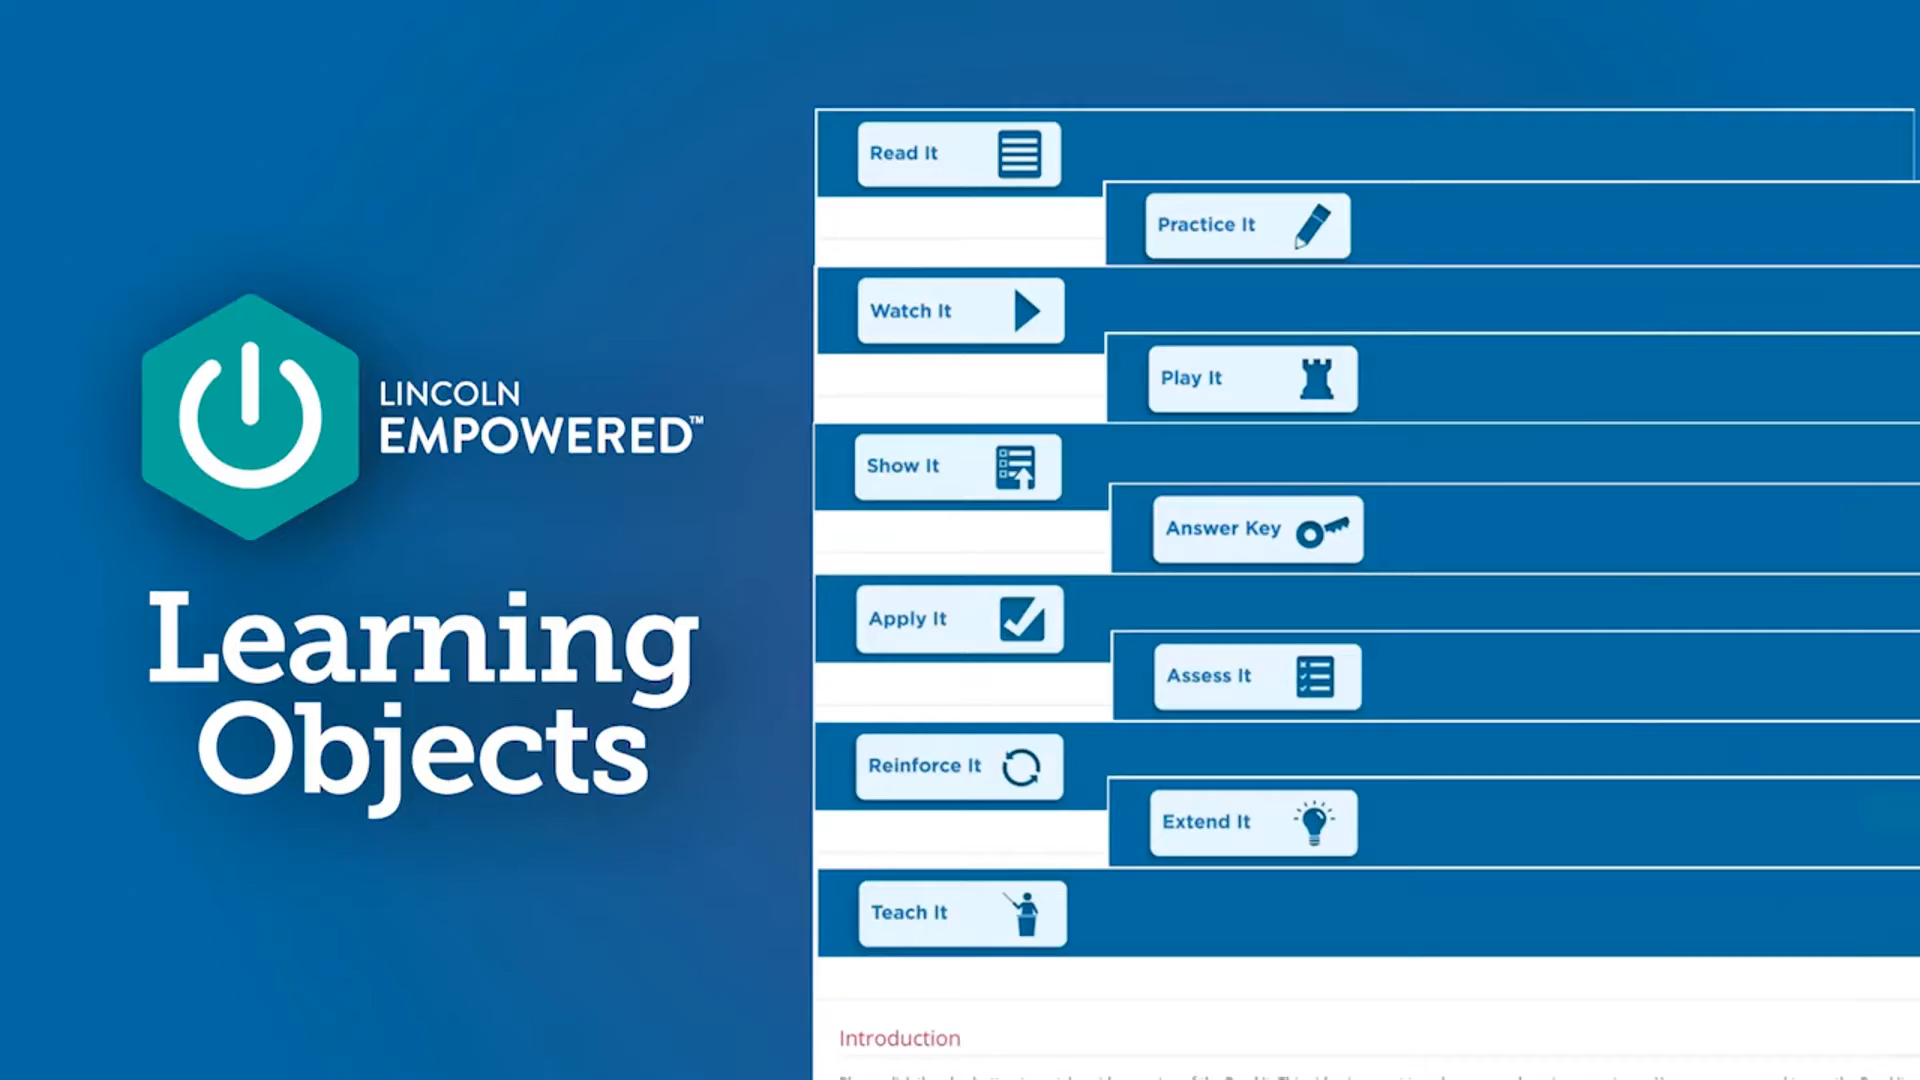 LINCOLN
EMPOWERED™
Learning
Objects
Read It
Practice It
Watch It
Play It
Show It
Answer Key
Apply It
Assess It
Reinforce It
Extend It
Teach It
Introduction